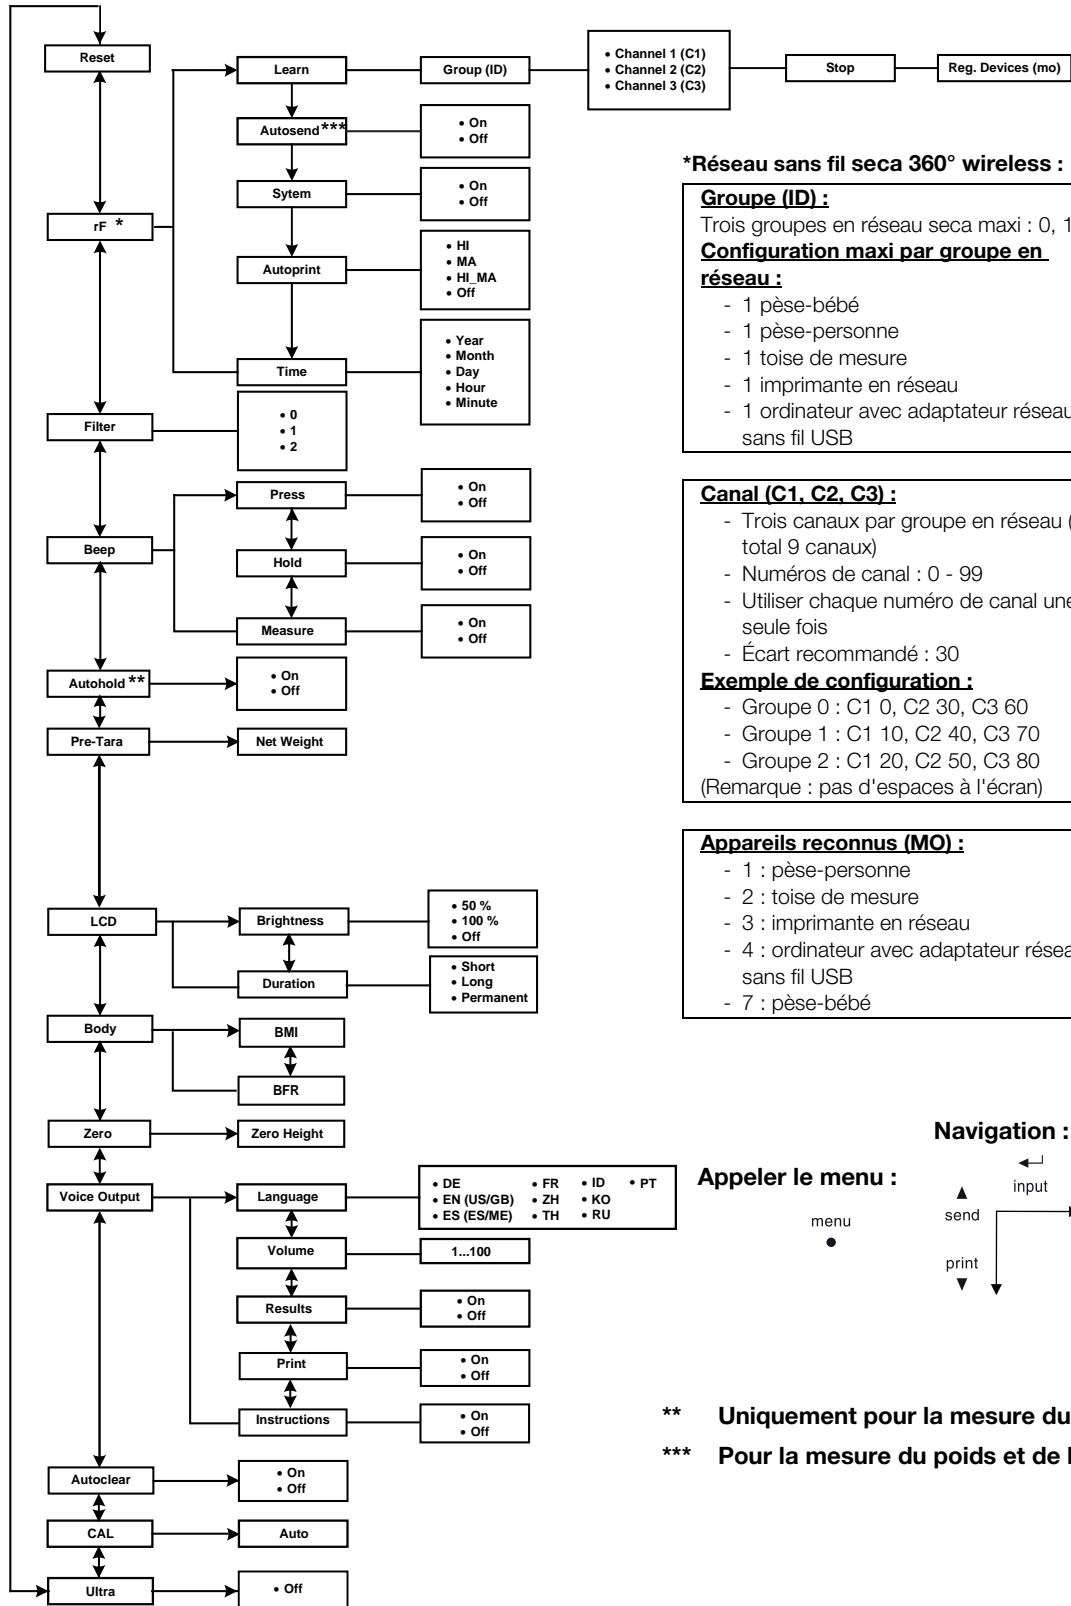 Reset
Learn
Group (ID)
• Channel 1 (C1)
• Channel 2 (C2)
• Channel 3 (C3)
Stop
Reg. Devices (mo)
Autosend***
• On
• Off
Sytem
• On
• Off
rF *
Autoprint
• HI
• MA
• HI_MA
• Off
Time
• Year
• Month
• Day
• Hour
• Minute
Filter
• 0
• 1
• 2
Beep
Press
• On
• Off
Hold
• On
• Off
Measure
• On
• Off
Autohold **
• On
• Off
Pre-Tara
Net Weight
LCD
Brightness
• 50 %
• 100 %
• Off
Duration
• Short
• Long
• Permanent
Body
BMI
BFR
Zero
Zero Height
Voice Output
Language
• DE • FR • ID • PT
• EN (US/GB) • ZH • KO
• ES (ES/ME) • TH • RU
Volume
1...100
Results
• On
• Off
Print
• On
• Off
Instructions
• On
• Off
Autoclear
• On
• Off
CAL
Auto
Ultra
• Off
*Réseau sans fil seca 360° wireless :
Groupe (ID) :
Trois groupes en réseau seca maxi : 0, 1
Configuration maxi par groupe en
réseau :
- 1 pèse-bébé
- 1 pèse-personne
- 1 toise de mesure
- 1 imprimante en réseau
- 1 ordinateur avec adaptateur réseau
sans fil USB
Canal (C1, C2, C3) :
- Trois canaux par groupe en réseau (
total 9 canaux)
- Numéros de canal : 0 - 99
- Utiliser chaque numéro de canal une
seule fois
- Écart recommandé : 30
Exemple de configuration :
- Groupe 0 : C1 0, C2 30, C3 60
- Groupe 1 : C1 10, C2 40, C3 70
- Groupe 2 : C1 20, C2 50, C3 80
(Remarque : pas d'espaces à l'écran)
Appareils reconnus (MO) :
- 1 : pèse-personne
- 2 : toise de mesure
- 3 : imprimante en réseau
- 4 : ordinateur avec adaptateur
sans fil USB
- 7 : pèse-bébé
Navigation :
Appeler le menu :
menu
input
send
print
** Uniquement pour la mesure du
*** Pour la mesure du poids et de